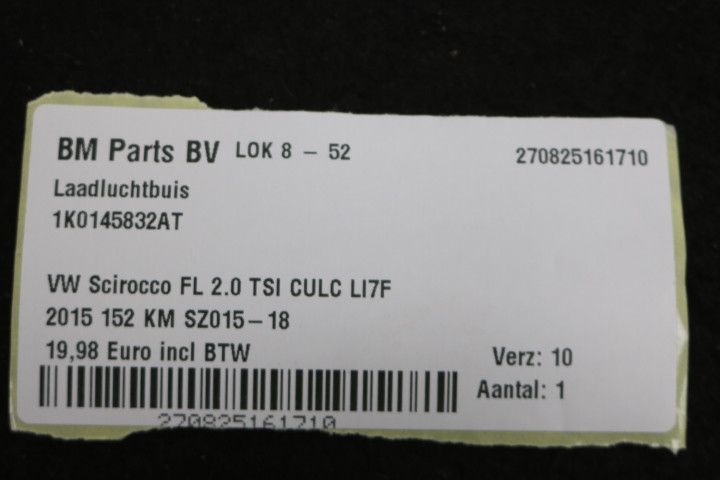 BM Parts BV LOK 8 - 52 270825161710
Laadluchtbuis
1K0145832AT
VW Scirocco FL 2.0 TSI CULC LI7F
2015 152 KM SZ015-18
19,98 Euro incl BTW Verz: 10
Aantal: 1
270825161710